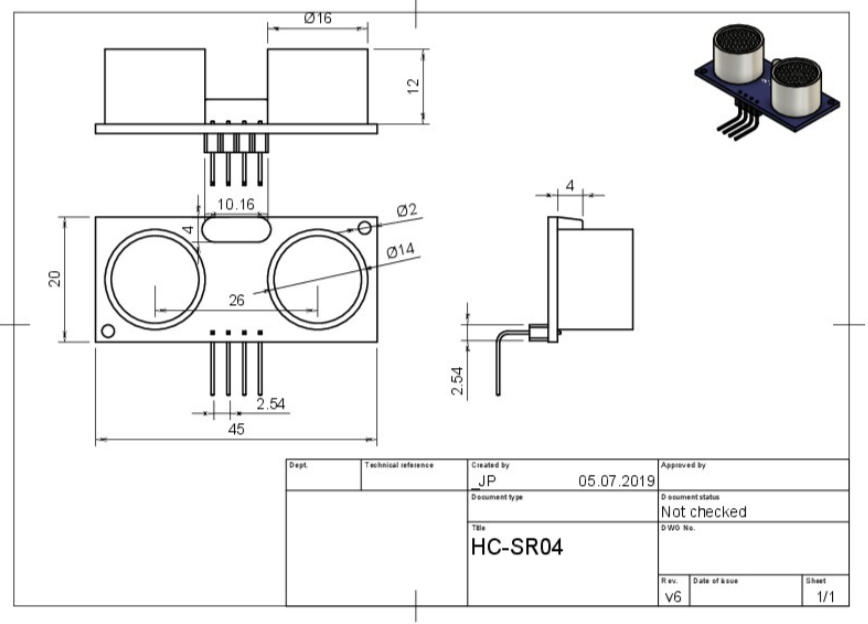 Ø16
12
10.16
4
Ø2
Ø14
20
26
2.54
45
4
2.54
Dept.
Technical reference
Created by
Approved by
_JP
05.07.2019
Document type
Document status
Not checked
Title
DWG No.
HC-SR04
Rev.
Date of issue
Sheet
v6
1/1